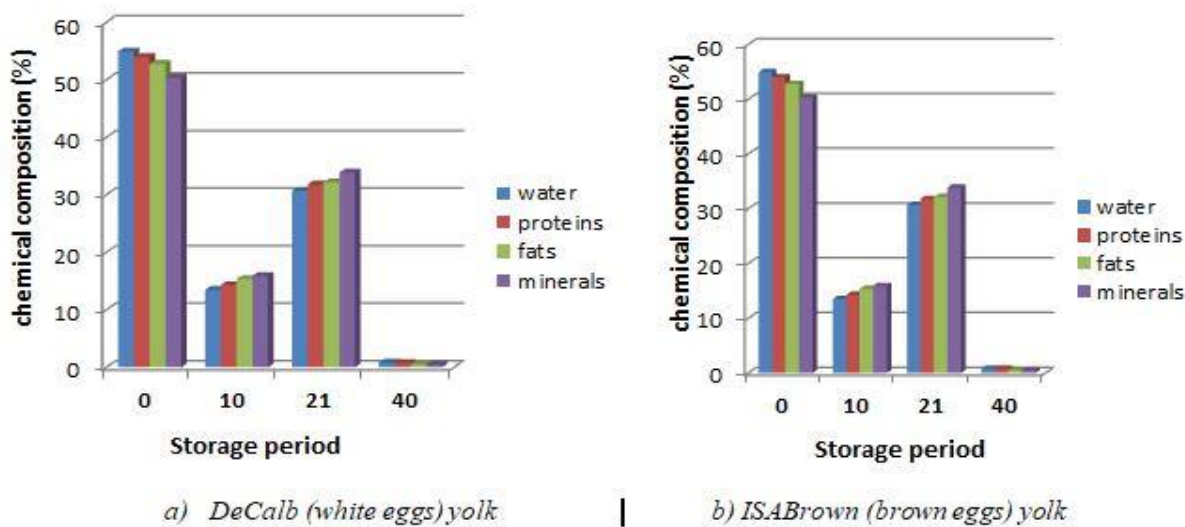 chemical composition (%)
60
50
40
30
20
10
0
0 10 21 40
Storage period
water
proteins
fats
minerals
a) DeCalb (white eggs) yolk
chemical composition (%)
60
50
40
30
20
10
0
0 10 21 40
Storage period
water
proteins
fats
minerals
b) ISABrown (brown eggs) yolk